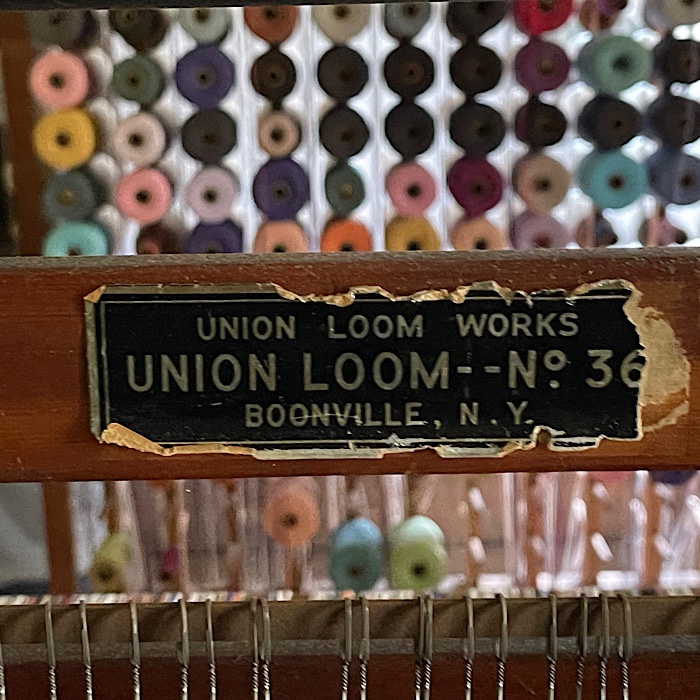 UNION LOOM WORKS
UNION LOOM--Nº 36
BOONVILLE, N.Y.